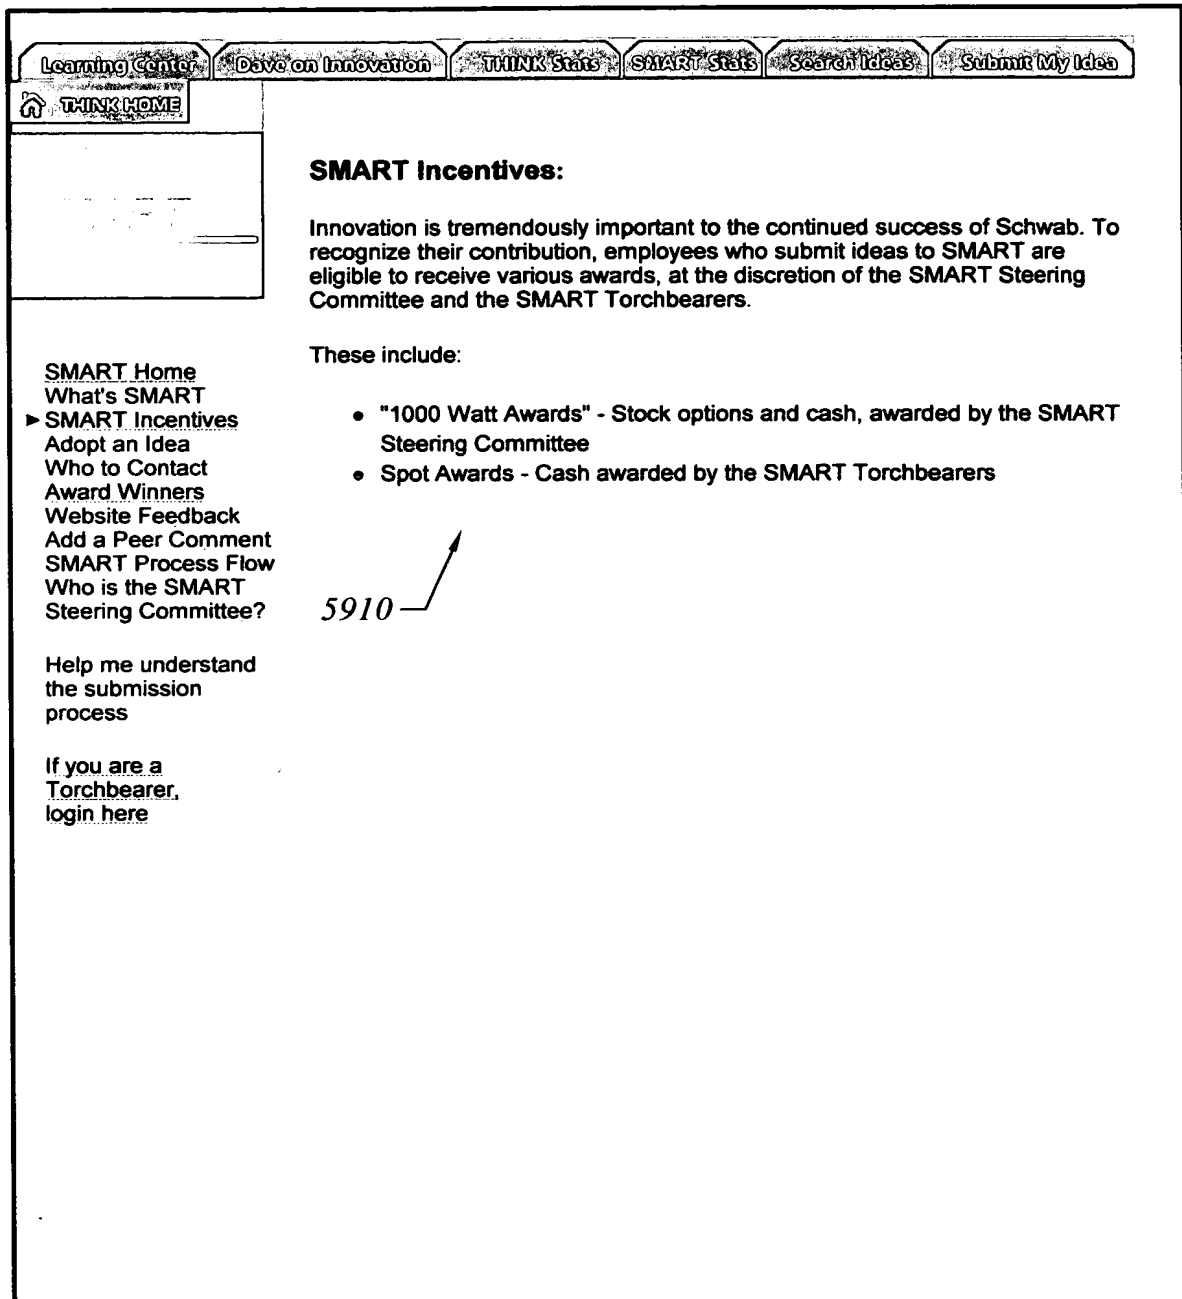 Learning Center Dave on Innovation THINK Stats SMART Stats Search Ideas Submit My Idea
THINK HOME
SMART Incentives:
Innovation is tremendously important to the continued success of Schwab. To
recognize their contribution, employees who submit ideas to SMART are
eligible to receive various awards, at the discretion of the SMART Steering
Committee and the SMART Torchbearers.
These include:
• "1000 Watt Awards" - Stock options and cash, awarded by the SMART
Steering Committee
• Spot Awards - Cash awarded by the SMART Torchbearers
5910
SMART Home
What's SMART
► SMART Incentives
Adopt an Idea
Who to Contact
Award Winners
Website Feedback
Add a Peer Comment
SMART Process Flow
Who is the SMART
Steering Committee?
Help me understand
the submission
process
If you are a
Torchbearer,
login here